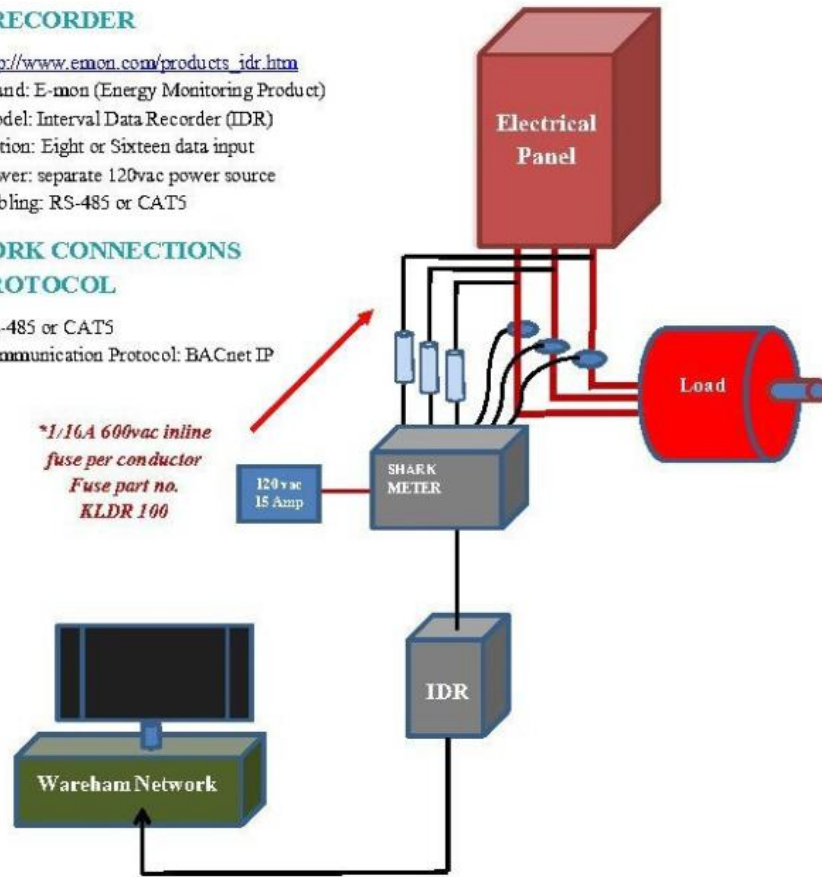 RECORDER
p://www.emon.com/products_idr.htm
and: E-mon (Energy Monitoring Product)
odel: Interval Data Recorder (IDR)
tion: Eight or Sixteen data input
wer: separate 120vac power source
bling: RS-485 or CAT5
ORK CONNECTIONS
ROTOCOL
-485 or CAT5
mmunication Protocol: BACnet IP
*1/16A 600vac inline
fuse per conductor
Fuse part no.
KLDR 100
Electrical
Panel
Load
SHARK
METER
120 vac
15 Amp
IDR
Wareham Network